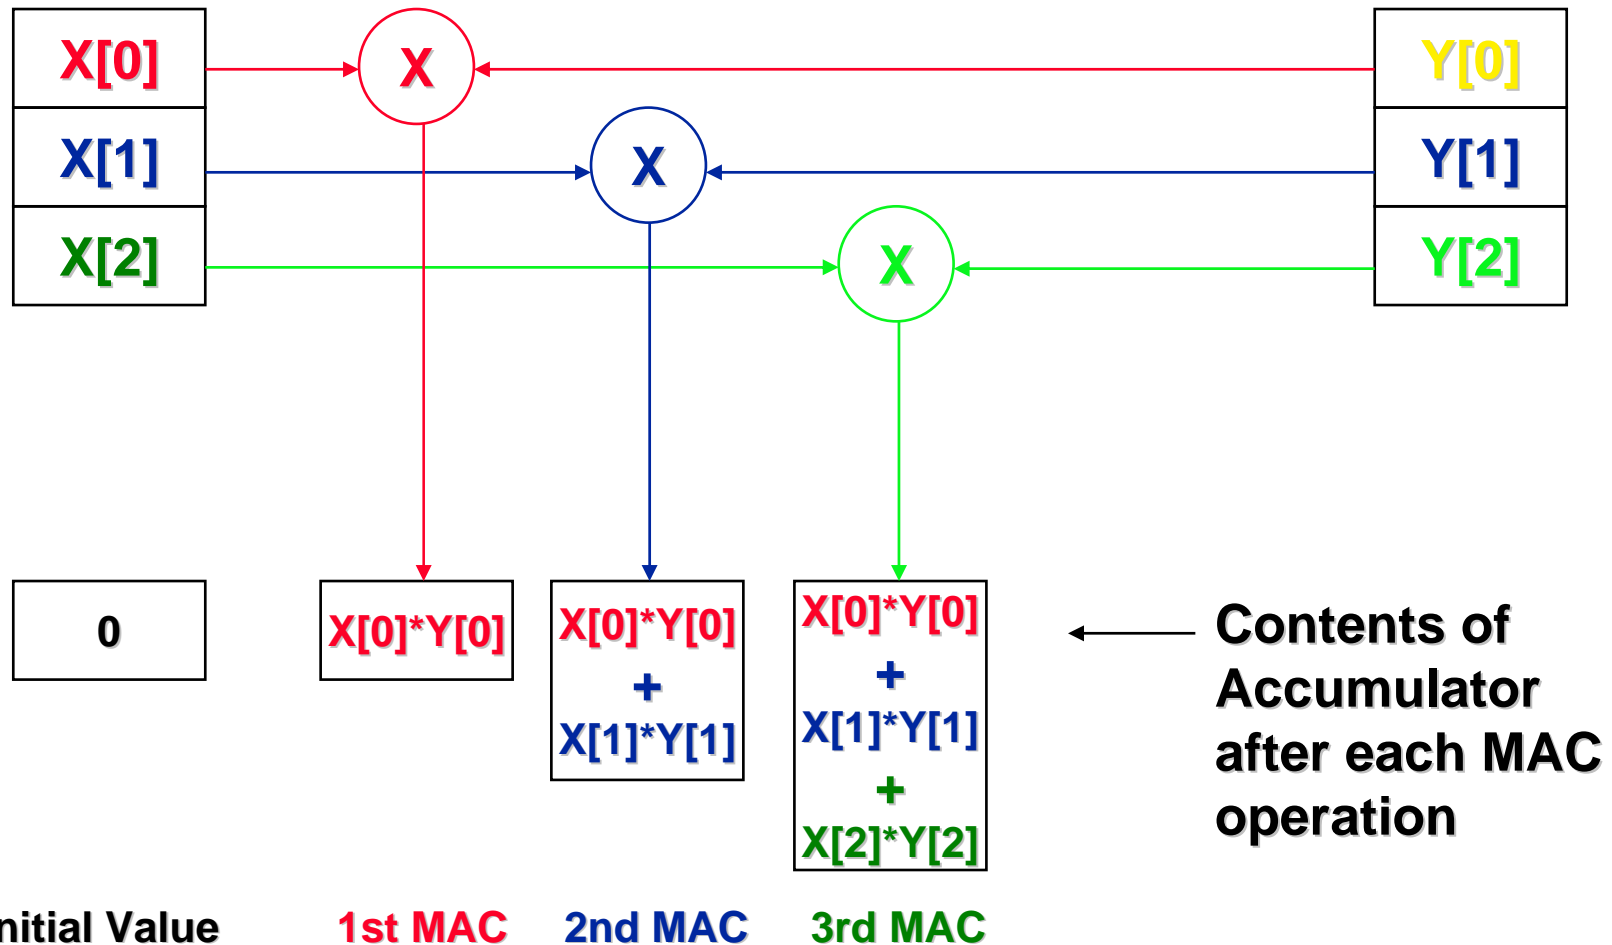 X[0]
X
Y[0]
X[1]
X
Y[1]
X[2]
X
Y[2]
0
X[0]*Y[0]
X[0]*Y[0]
+
X[1]*Y[1]
X[0]*Y[0]
+
X[1]*Y[1]
+
X[2]*Y[2]
Contents of
Accumulator
after each MAC
operation
nitial Value
1st MAC
2nd MAC
3rd MAC